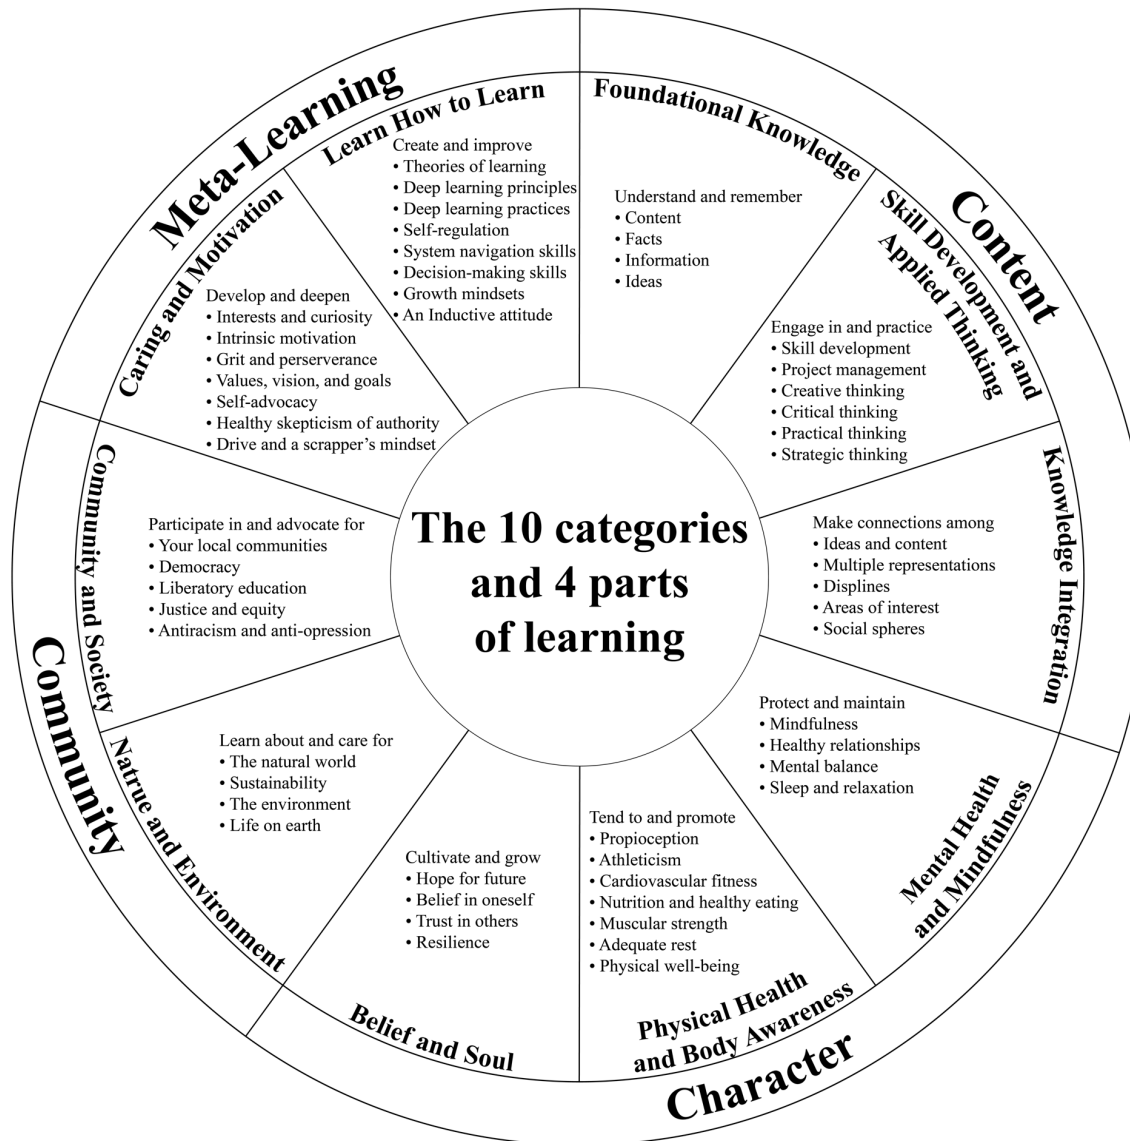 The 10 categories
and 4 parts
of learning
Content
Foundational Knowledge
Understand and remember
• Content
• Facts
• Information
• Ideas
Skill Development and
Applied Thinking
Engage in and practice
• Skill development
• Project management
• Creative thinking
• Critical thinking
• Practical thinking
• Strategic thinking
Knowledge Integration
Make connections among
• Ideas and content
• Multiple representations
• Displines
• Areas of interest
• Social spheres
Character
Mental Health
and Mindfulness
Protect and maintain
• Mindfulness
• Healthy relationships
• Mental balance
• Sleep and relaxation
Physical Health
and Body Awareness
Tend to and promote
• Propioception
• Athleticism
• Cardiovascular fitness
• Nutrition and healthy eating
• Muscular strength
• Adequate rest
• Physical well-being
Belief and Soul
Cultivate and grow
• Hope for future
• Belief in oneself
• Trust in others
• Resilience
Community
Natrue and Environment
Learn about and care for
• The natural world
• Sustainability
• The environment
• Life on earth
Community and Society
Participate in and advocate for
• Your local communities
• Democracy
• Liberatory education
• Justice and equity
• Antiracism and anti-opression
Meta-Learning
Caring and Motivation
Develop and deepen
• Interests and curiosity
• Intrinsic motivation
• Grit and perserverance
• Values, vision, and goals
• Self-advocacy
• Healthy skepticism of authority
• Drive and a scrapper’s mindset
Learn How to Learn
Create and improve
• Theories of learning
• Deep learning principles
• Deep learning practices
• Self-regulation
• System navigation skills
• Decision-making skills
• Growth mindsets
• An Inductive attitude